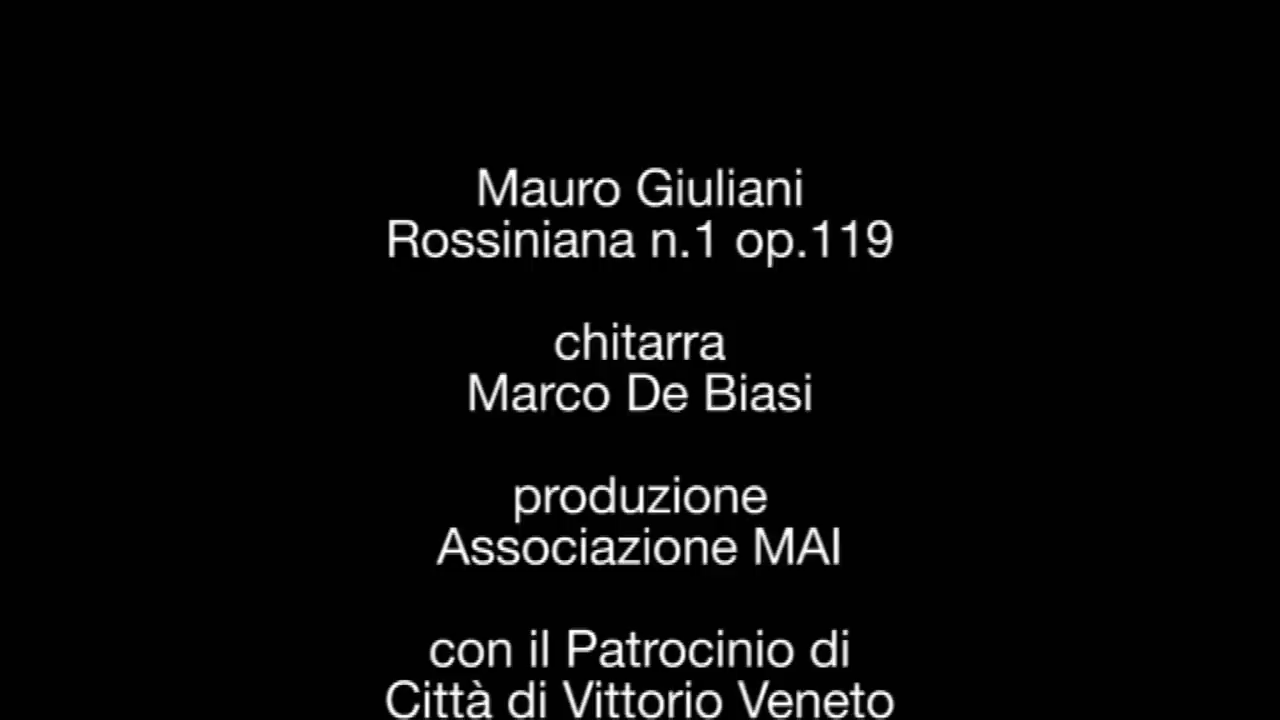 Mauro Giuliani
Rossiniana n.1 op.119
chitarra
Marco De Biasi
produzione
Associazione MAI
con il Patrocinio di
Città di Vittorio Veneto